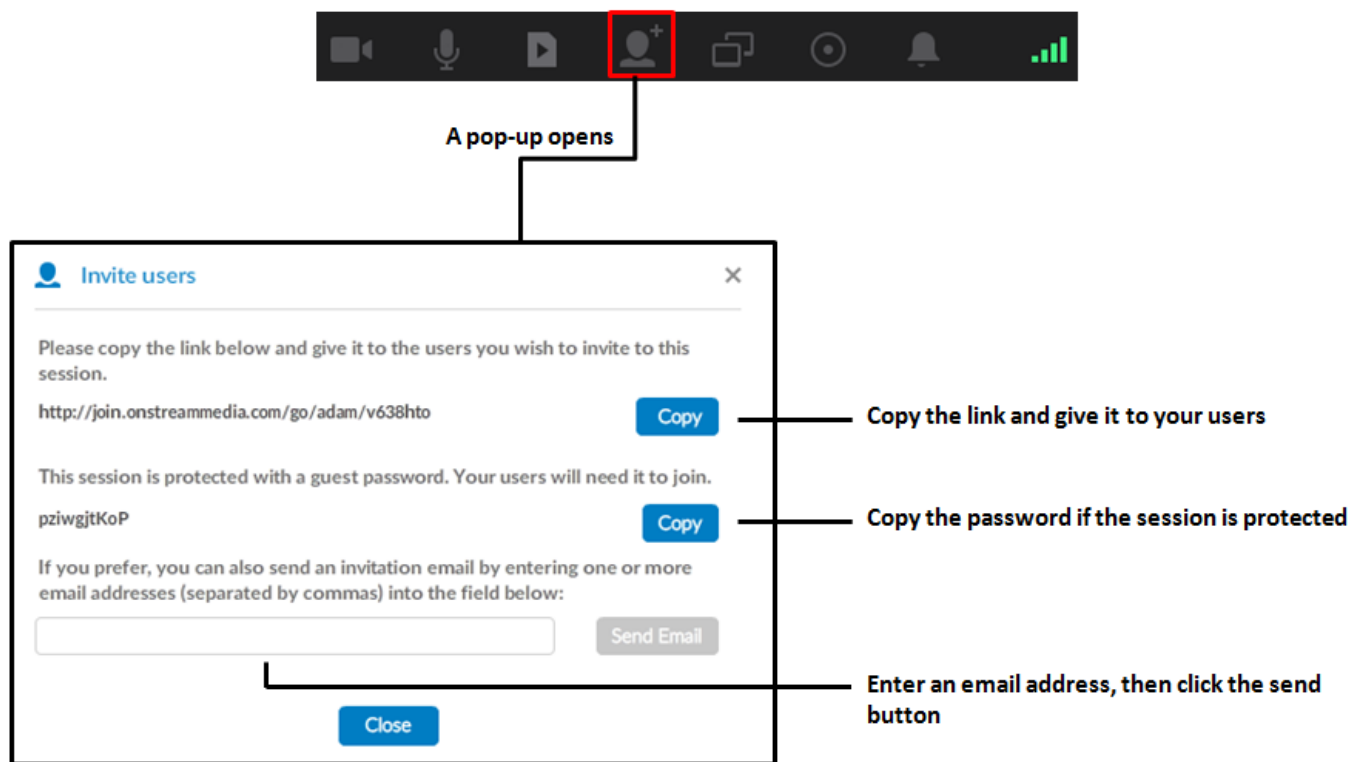 A pop-up opens
Invite users
Please copy the link below and give it to the users you wish to invite to this
session.
http://join.onstreammedia.com/go/adam/v638hto
Copy
Copy the link and give it to your users
This session is protected with a guest password. Your users will need it to join.
pziwgjtKoP
Copy
Copy the password if the session is protected
If you prefer, you can also send an invitation email by entering one or more
email addresses (separated by commas) into the field below:
Send Email
Enter an email address, then click the send
button
Close